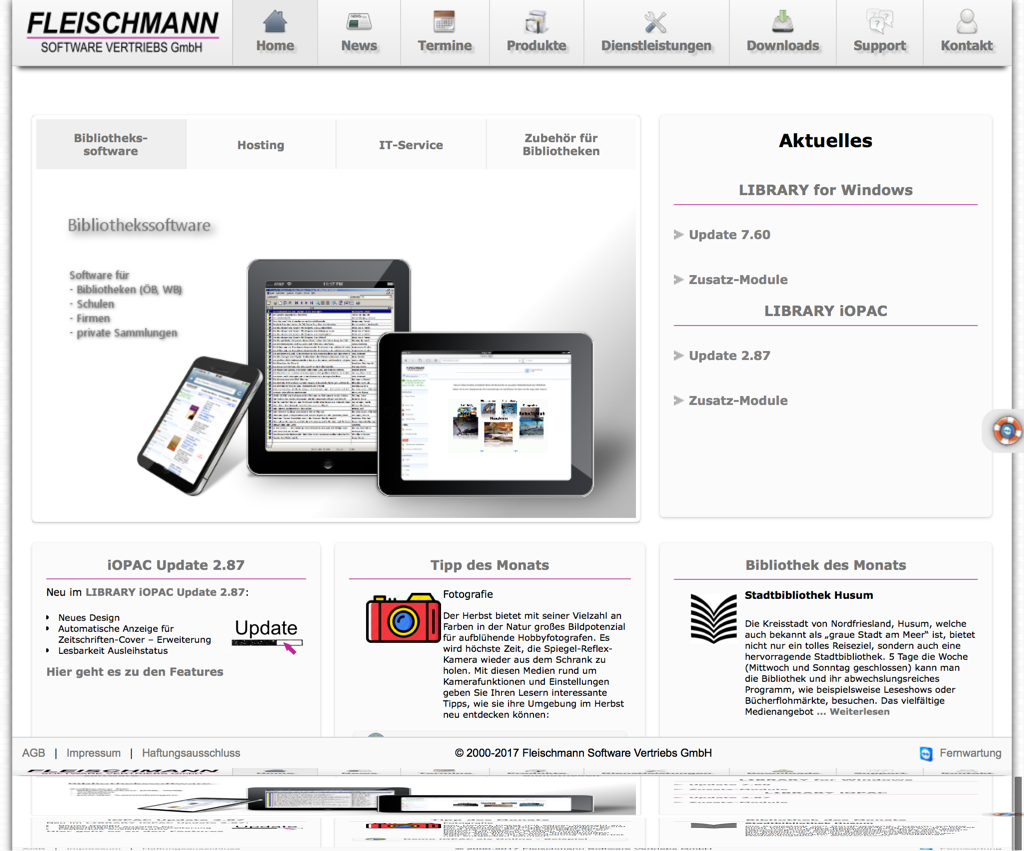 FLEISCHMANN
SOFTWARE VERTRIEBS GmbH
Home
News
Termine
Produkte
Dienstleistungen
Downloads
Support
Kontakt
Bibliotheks-
software
Hosting
IT-Service
Zubehör für
Bibliotheken
Bibliothekssoftware
Software für
- Bibliotheken (ÖB, WB)
- Schulen
- Firmen
- private Sammlungen
Aktuelles
LIBRARY for Windows
Update 7.60
Zusatz-Module
LIBRARY iOPAC
Update 2.87
Zusatz-Module
iOPAC Update 2.87
Neu im LIBRARY iOPAC Update 2.87:
Neues Design
Automatische Anzeige für
Zeitschriften-Cover – Erweiterung
Lesbarkeit Ausleihstatus
Update
Hier geht es zu den Features
Tipp des Monats
Fotografie
Der Herbst bietet mit seiner Vielzahl an
Farben in der Natur großes Bildpotenzial
für aufblühende Hobbyfotografen. Es
wird höchste Zeit, die Spiegel-Reflex-
Kamera wieder aus dem Schrank zu
holen. Mit diesen Medien rund um
Kamerafunktionen und Einstellungen
geben Sie Ihren Lesern interessante
Tipps, wie sie ihre Umgebung im Herbst
neu entdecken können:
Bibliothek des Monats
Stadtbibliothek Husum
Die Kreisstadt von Nordfriesland, Husum, welche
auch bekannt als „graue Stadt am Meer“ ist, bietet
nicht nur ein tolles Reiseziel, sondern auch eine
hervorragende Stadtbibliothek. 5 Tage die Woche
(Mittwoch und Sonntag geschlossen) kann man
die Bibliothek und ihr abwechslungsreiches
Programm, wie beispielsweise Leseshows oder
Bücherflohmärkte, besuchen. Das vielfältige
Medienangebot ... Weiterlesen
AGB | Impressum | Haftungsausschluss
© 2000-2017 Fleischmann Software Vertriebs GmbH
Fernwartung